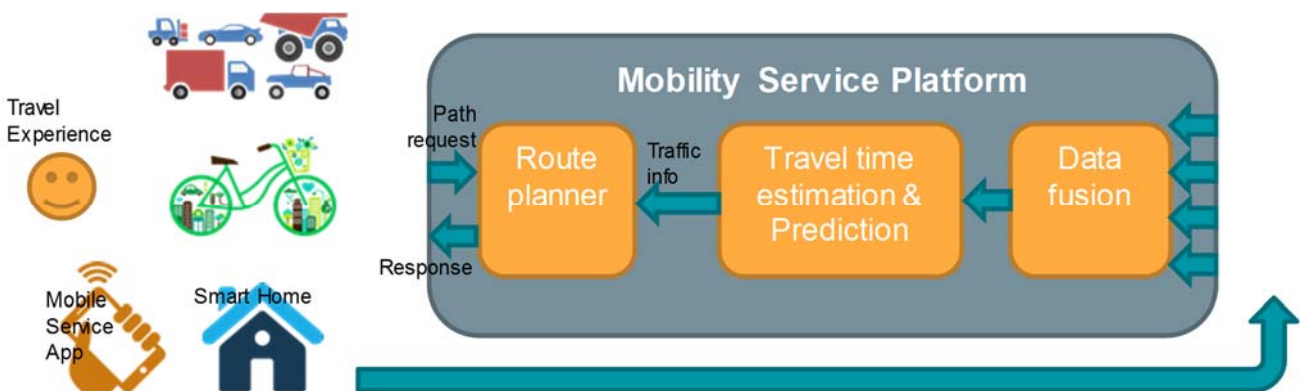 Travel
Experience
Mobile
Service
App
Smart Home
Mobility Service Platform
Path
request
Response
Route
planner
Traffic
info
Travel time
estimation &
Prediction
Data
fusion